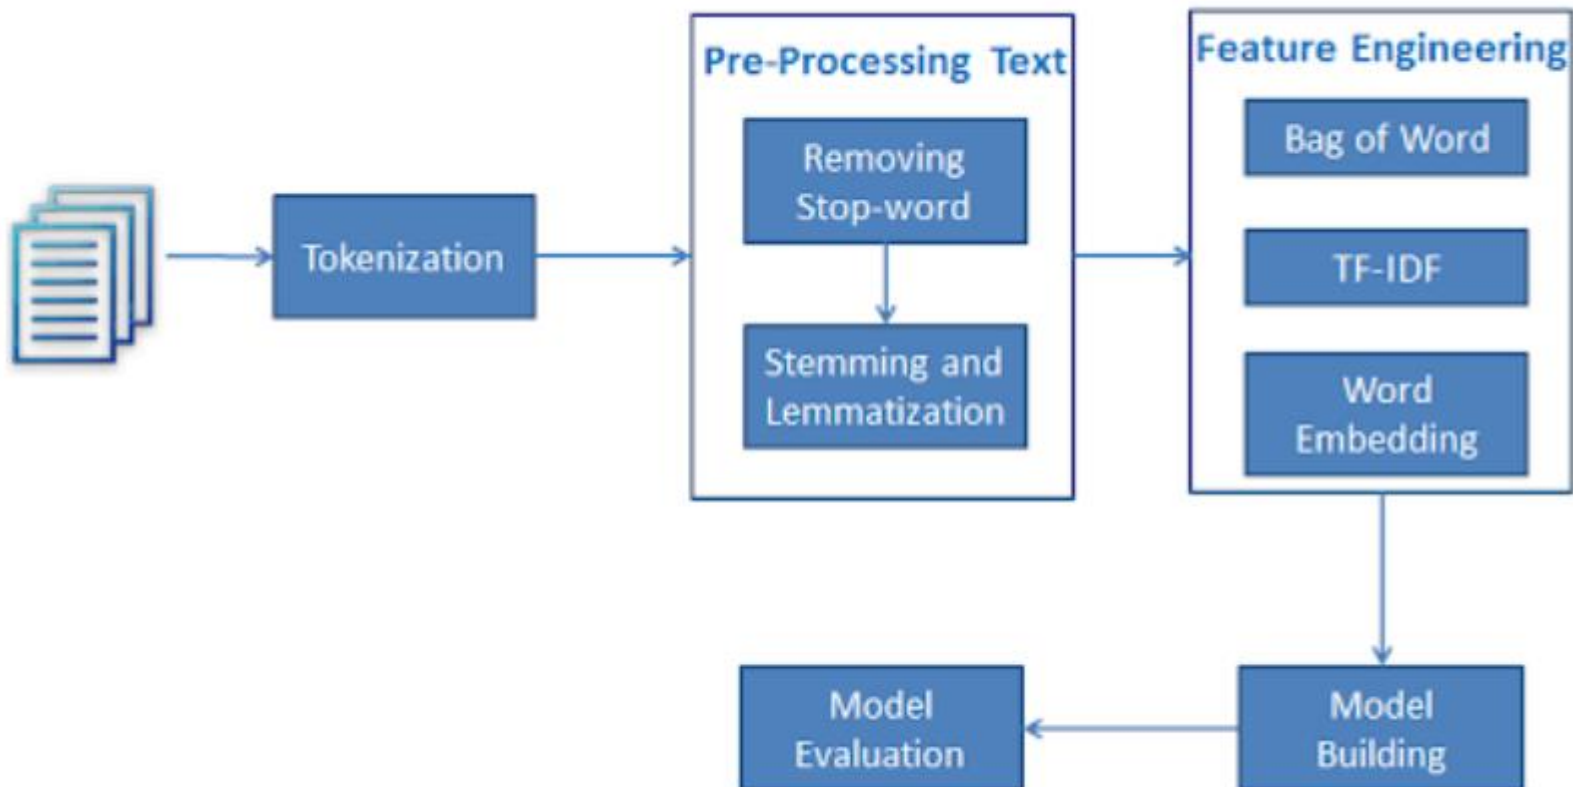 Tokenization
Pre-Processing Text
Removing
Stop-word
Stemming and
Lemmatization
Feature Engineering
Bag of Word
TF-IDF
Word
Embedding
Model
Building
Model
Evaluation